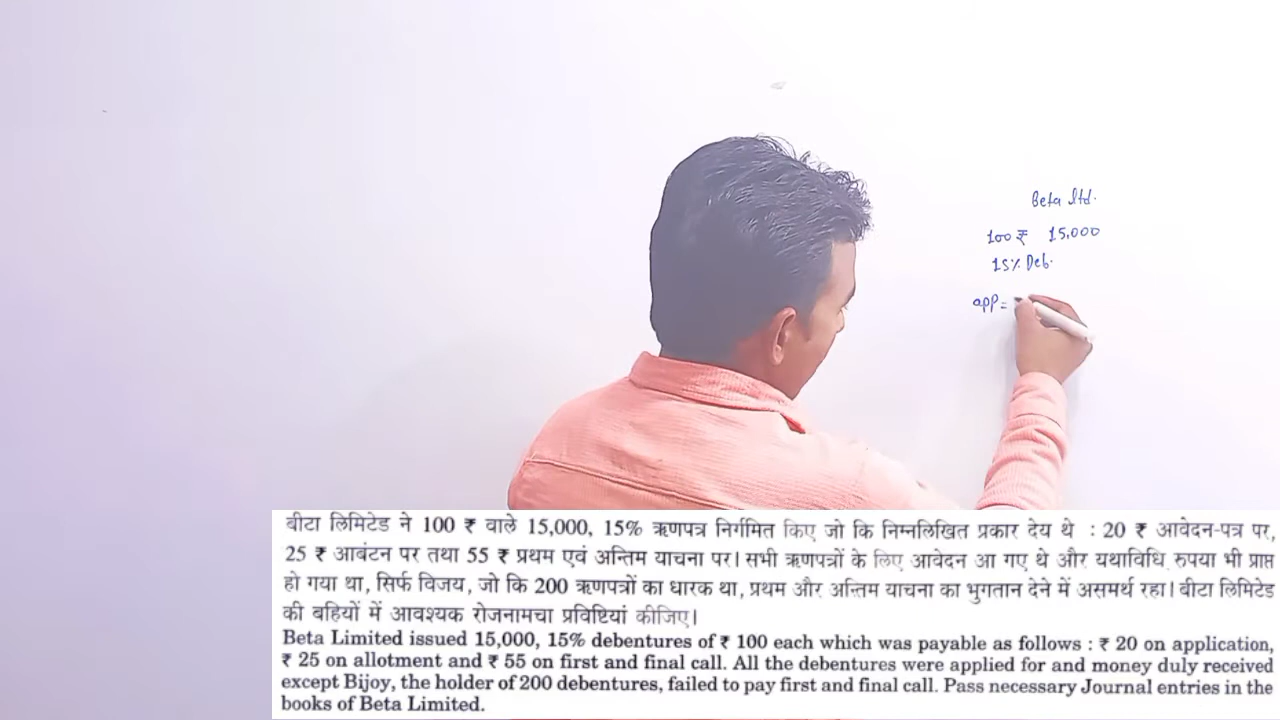 Beta ltd.
100 ₹ 15,000
15% Deb.
app =
बीटा लिमिटेड ने 100 ₹ वाले 15,000, 15% ऋणपत्र निर्गमित किए जो कि निम्नलिखित प्रकार देय थे : 20 ₹ आवेदन-पत्र पर,
25 ₹ आबंटन पर तथा 55 ₹ प्रथम एवं अन्तिम याचना पर। सभी ऋणपत्रों के लिए आवेदन आ गए थे और यथाविधि रुपया भी प्राप्त
हो गया था, सिर्फ विजय, जो कि 200 ऋणपत्रों का धारक था, प्रथम और अन्तिम याचना का भुगतान देने में असमर्थ रहा। बीटा लिमिटेड
की बहियों में आवश्यक रोजनामचा प्रविष्टियां कीजिए।
Beta Limited issued 15,000, 15% debentures of ₹ 100 each which was payable as follows : ₹ 20 on application,
₹ 25 on allotment and ₹ 55 on first and final call. All the debentures were applied for and money duly received
except Bijoy, the holder of 200 debentures, failed to pay first and final call. Pass necessary Journal entries in the
books of Beta Limited.